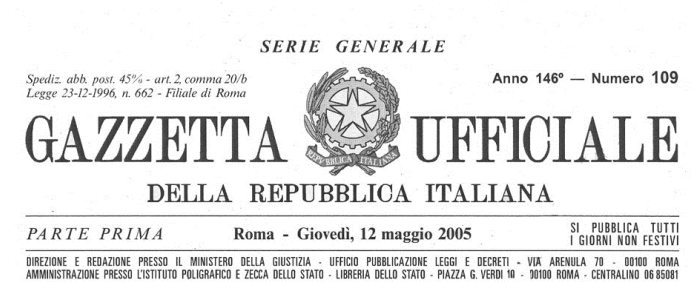 SERIE GENERALE
Spediz. abb. post. 45% - art. 2, comma 20/b
Legge 23-12-1996, n. 662 - Filiale di Roma
Anno 146° — Numero 109
GAZZETTA UFFICIALE
REPVBBLICA ITALIANA
DELLA REPUBBLICA ITALIANA
PARTE PRIMA
Roma - Giovedì, 12 maggio 2005
SI PUBBLICA TUTTI
I GIORNI NON FESTIVI
DIREZIONE E REDAZIONE PRESSO IL MINISTERO DELLA GIUSTIZIA - UFFICIO PUBBLICAZIONE LEGGI E DECRETI - VIA ARENULA 70 - 00100 ROMA
AMMINISTRAZIONE PRESSO L'ISTITUTO POLIGRAFICO E ZECCA DELLO STATO - LIBRERIA DELLO STATO - PIAZZA G. VERDI 10 - 00100 ROMA - CENTRALINO 06 85081